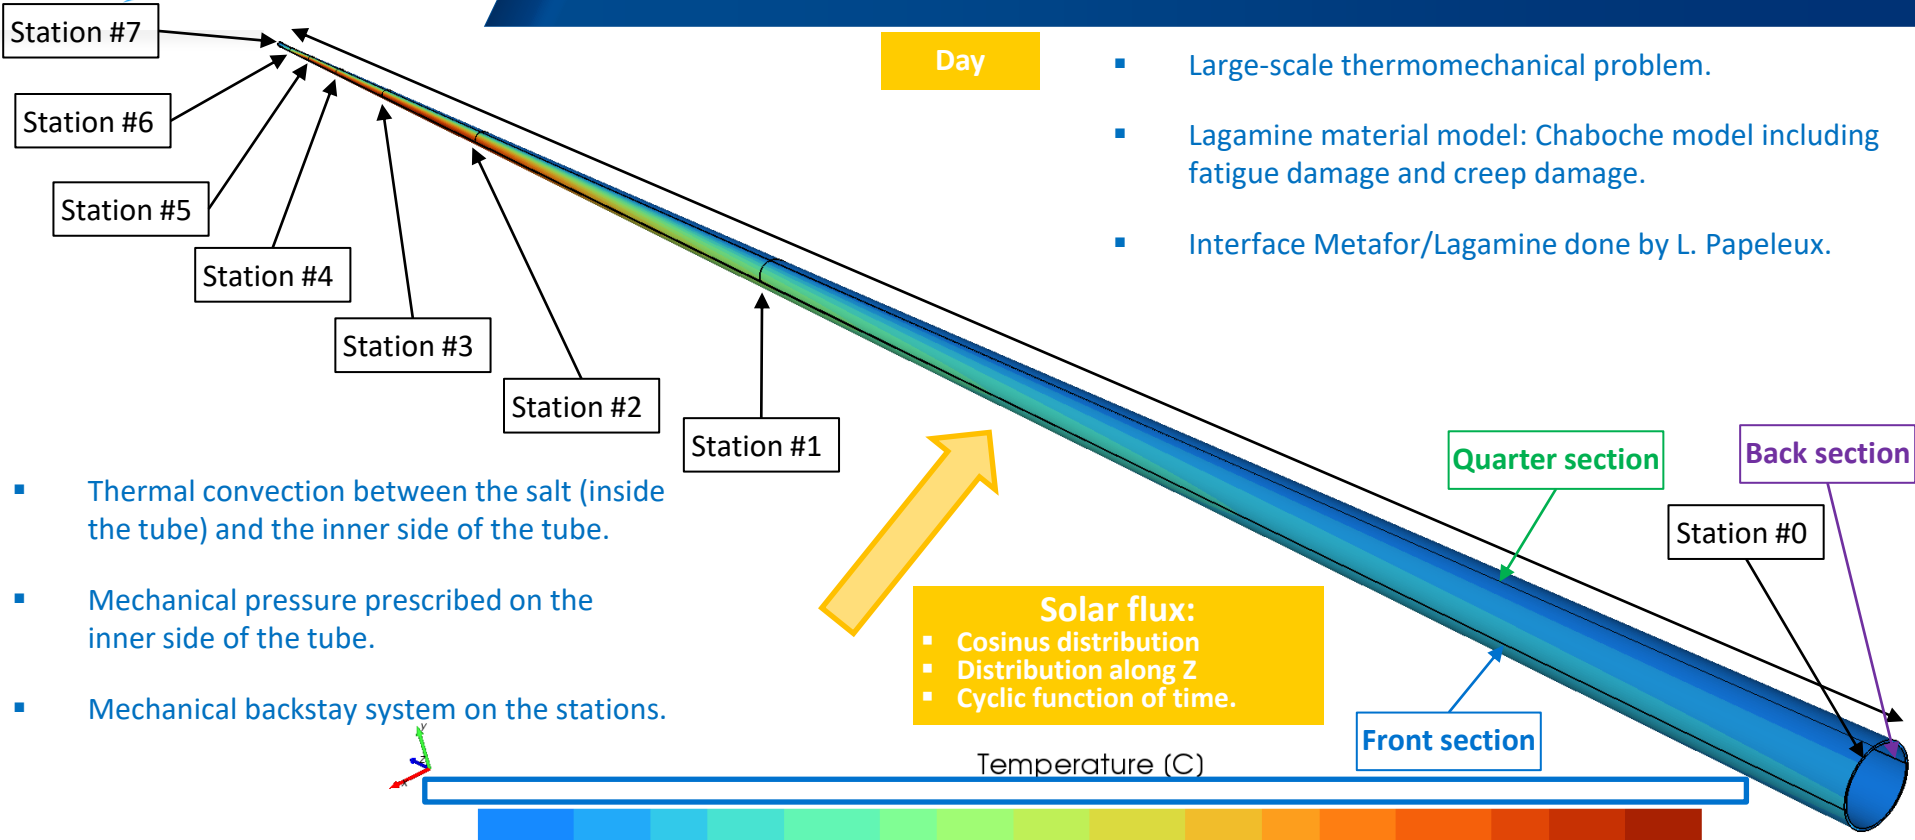 Station #7
Day
▪ Large-scale thermomechanical problem.
Station #6
▪ Lagamine material model: Chaboche model including
fatigue damage and creep damage.
Station #5
▪ Interface Metafor/Lagamine done by L. Papeleux.
Station #4
Station #3
Station #2
Station #1
Quarter section
Back section
▪ Thermal convection between the salt (inside
the tube) and the inner side of the tube.
Station #0
▪ Mechanical pressure prescribed on the
inner side of the tube.
Solar flux:
▪ Cosinus distribution
▪ Distribution along Z
▪ Cyclic function of time.
▪ Mechanical backstay system on the stations.
Front section
Y
Z
X
Temperature (C)